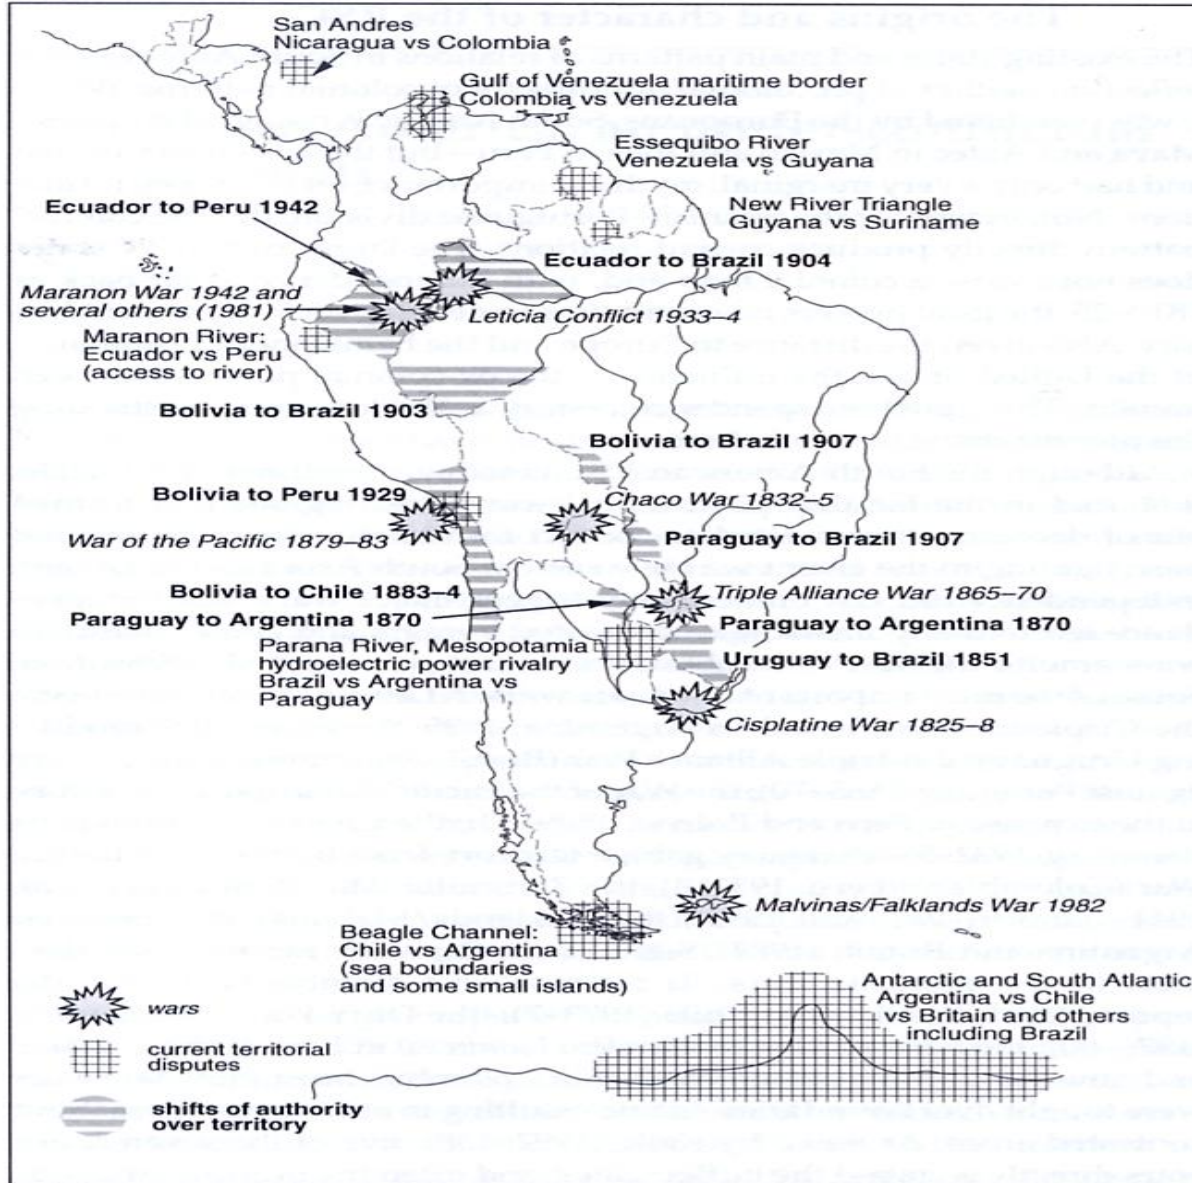 San Andres
Nicaragua vs Colombia
Gulf of Venezuela maritime border
Colombia vs Venezuela
Essequibo River
Venezuela vs Guyana
New River Triangle
Guyana vs Suriname
Ecuador to Peru 1942
Ecuador to Brazil 1904
Maranon War 1942 and
several others (1981)
Leticia Conflict 1933–4
Maranon River:
Ecuador vs Peru
(access to river)
Bolivia to Brazil 1903
Bolivia to Brazil 1907
Bolivia to Peru 1929
Chaco War 1832–5
War of the Pacific 1879–83
Paraguay to Brazil 1907
Bolivia to Chile 1883–4
Triple Alliance War 1865–70
Paraguay to Argentina 1870
Paraguay to Argentina 1870
Parana River, Mesopotamia
hydroelectric power rivalry
Brazil vs Argentina vs
Paraguay
Uruguay to Brazil 1851
Cisplatine War 1825–8
Malvinas/Falklands War 1982
Beagle Channel:
Chile vs Argentina
(sea boundaries
and some small islands)
Antarctic and South Atlantic
Argentina vs Chile
vs Britain and others
including Brazil
wars
current territorial
disputes
shifts of authority
over territory